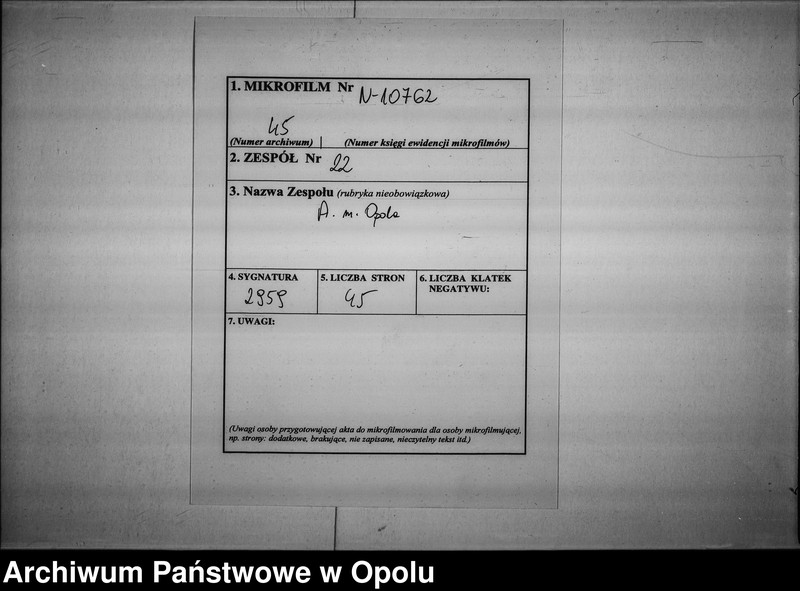 1. MIKROFILM Nr N-10762
45
(Numer archiwum) | (Numer księgi ewidencji mikrofilmów)
2. ZESPÓŁ Nr 22
3. Nazwa Zespołu (rubryka nieobowiązkowa)
A. m. Opole
4. SYGNATURA
2959
5. LICZBA STRON
45
6. LICZBA KLATEK
NEGATYWU:
7. UWAGI:
(Uwagi osoby przygotowującej akta do mikrofilmowania dla osoby mikrofilmującej,
np. strony: dodatkowe, brakujące, nie zapisane, nieczytelny tekst itd.)
Archiwum Państwowe w Opolu